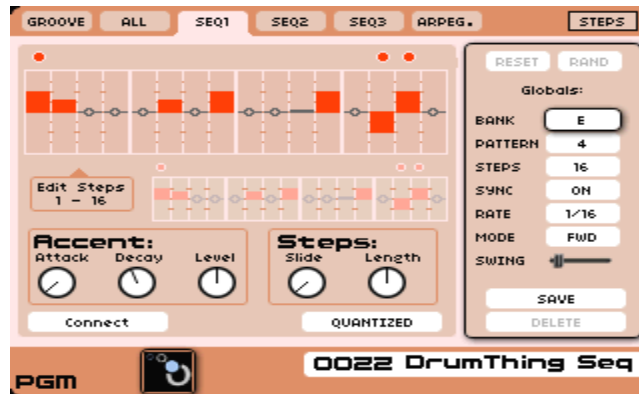 GROOVE ALL SEQ1 SEQ2 SEQ3 ARPEG. STEPS
RESET RAND
Globals:
BANK E
PATTERN 4
STEPS 16
SYNC ON
RATE 1/16
MODE FWD
SWING
SAVE
DELETE
Edit Steps
1 - 16
Accent:
Attack Decay Level
Steps:
Slide Length
Connect
QUANTIZED
PGM
0022 DrumThing Seq